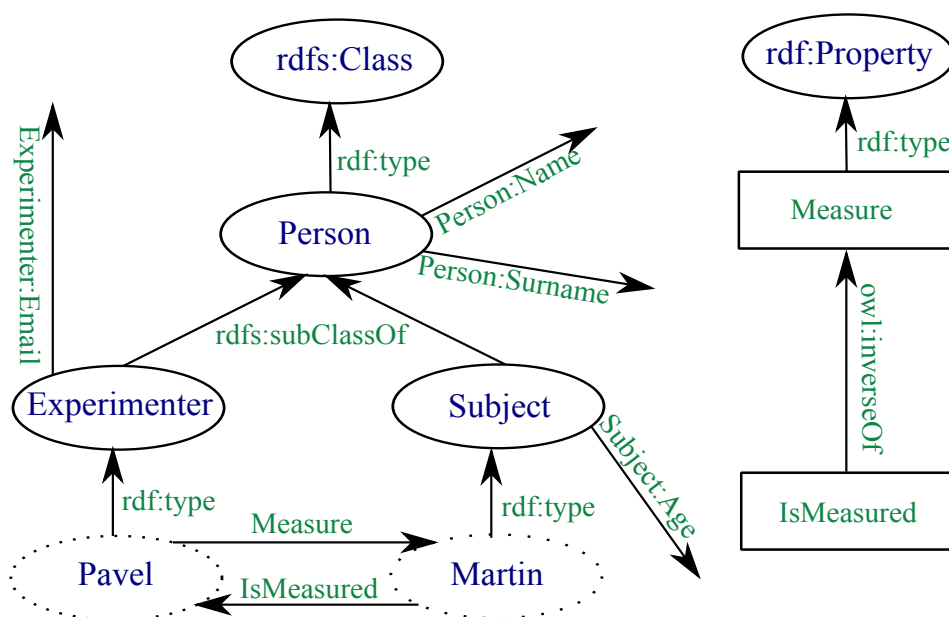 rdfs:Class
rdf:Property
rdf:type
rdf:type
Experimenter:Email
Person:Name
Measure
Person
Person:Surname
rdfs:subClassOf
owl:inverseOf
Experimenter
Subject
Subject:Age
rdf:type
rdf:type
Measure
IsMeasured
Pavel
Martin
IsMeasured